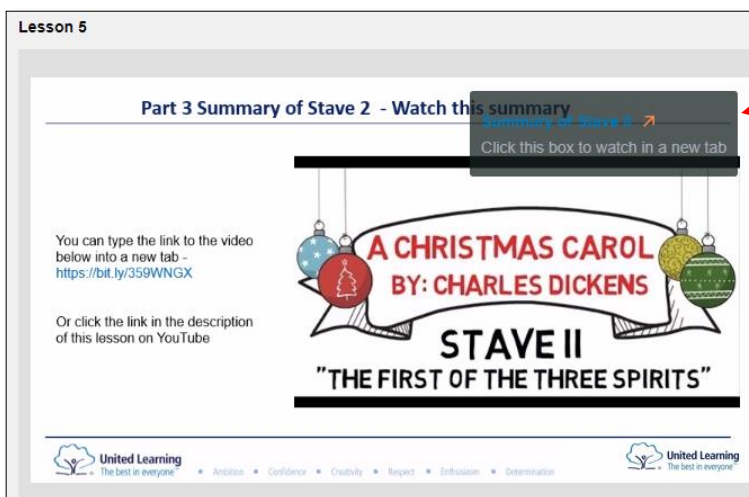 Lesson 5
Part 3 Summary of Stave 2 - Watch this summary
Summary of Stave II
Click this box to watch in a new tab
You can type the link to the video
below into a new tab -
https://bit.ly/359WNGX
Or click the link in the description
of this lesson on YouTube
A CHRISTMAS CAROL
BY: CHARLES DICKENS
STAVE II
"THE FIRST OF THE THREE SPIRITS"
United Learning
The best in everyone™
Ambition • Confidence • Creativity • Respect • Enthusiasm • Determination
United Learning
The best in everyone™